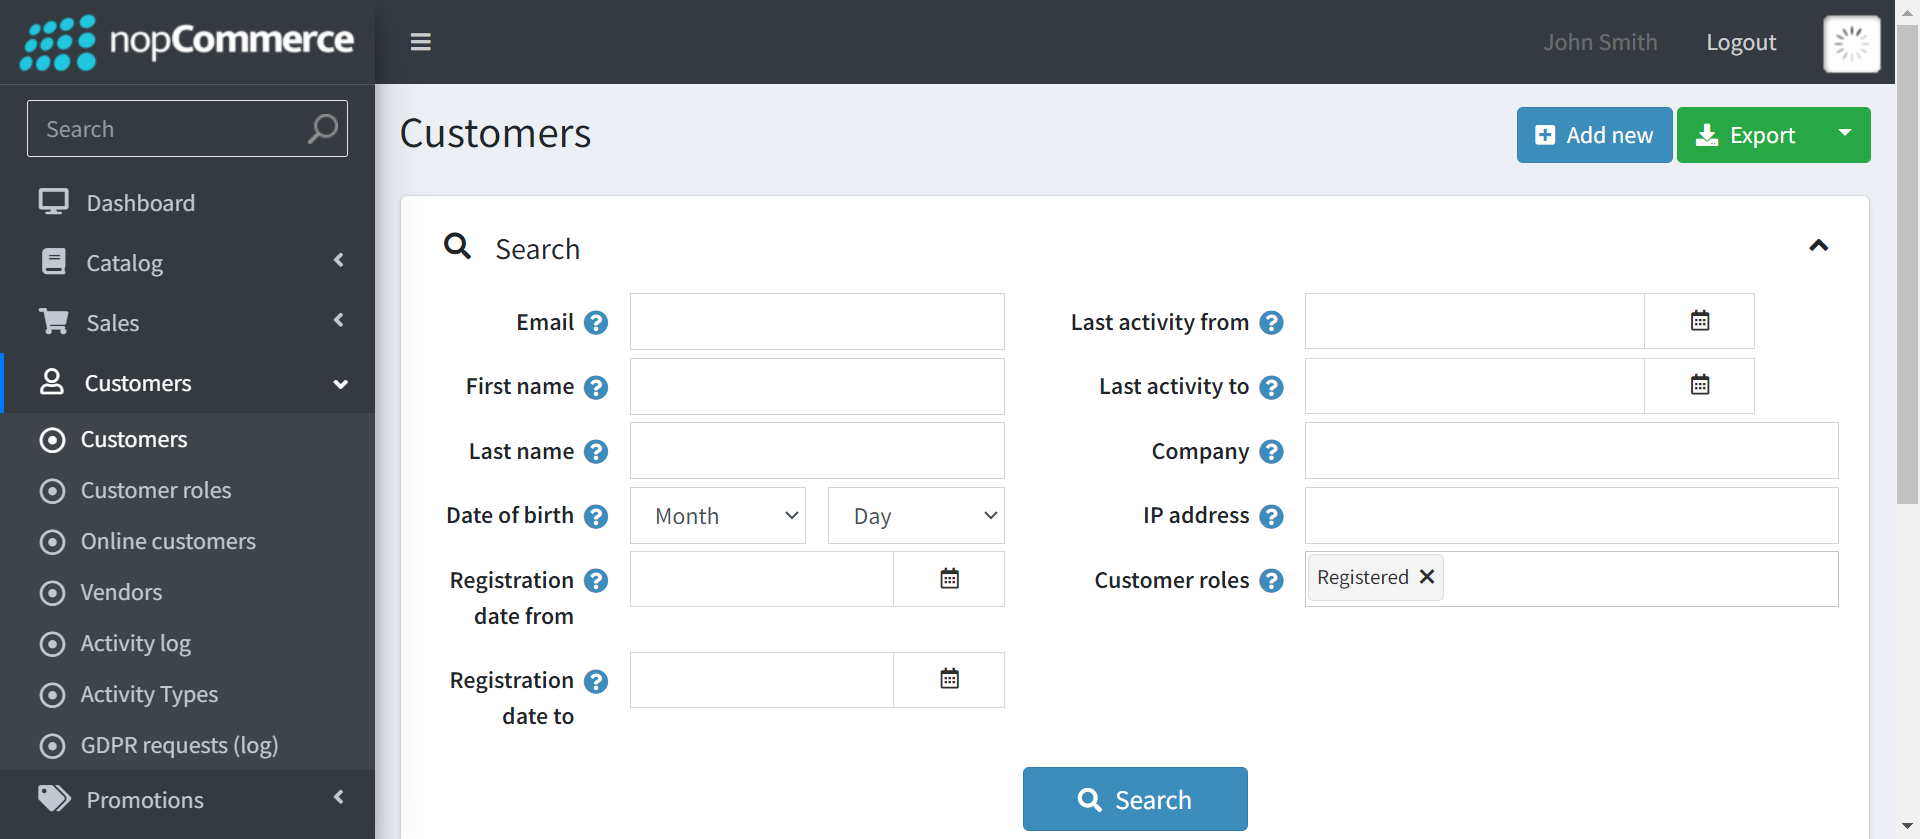 nopCommerce
John Smith
Logout
Search
Dashboard
Catalog
Sales
Customers
Customers
Customer roles
Online customers
Vendors
Activity log
Activity Types
GDPR requests (log)
Promotions
Customers
Add new
Export
Search
Email
First name
Last name
Date of birth
Month
Day
Registration
date from
Registration
date to
Last activity from
Last activity to
Company
IP address
Customer roles
Registered
Search